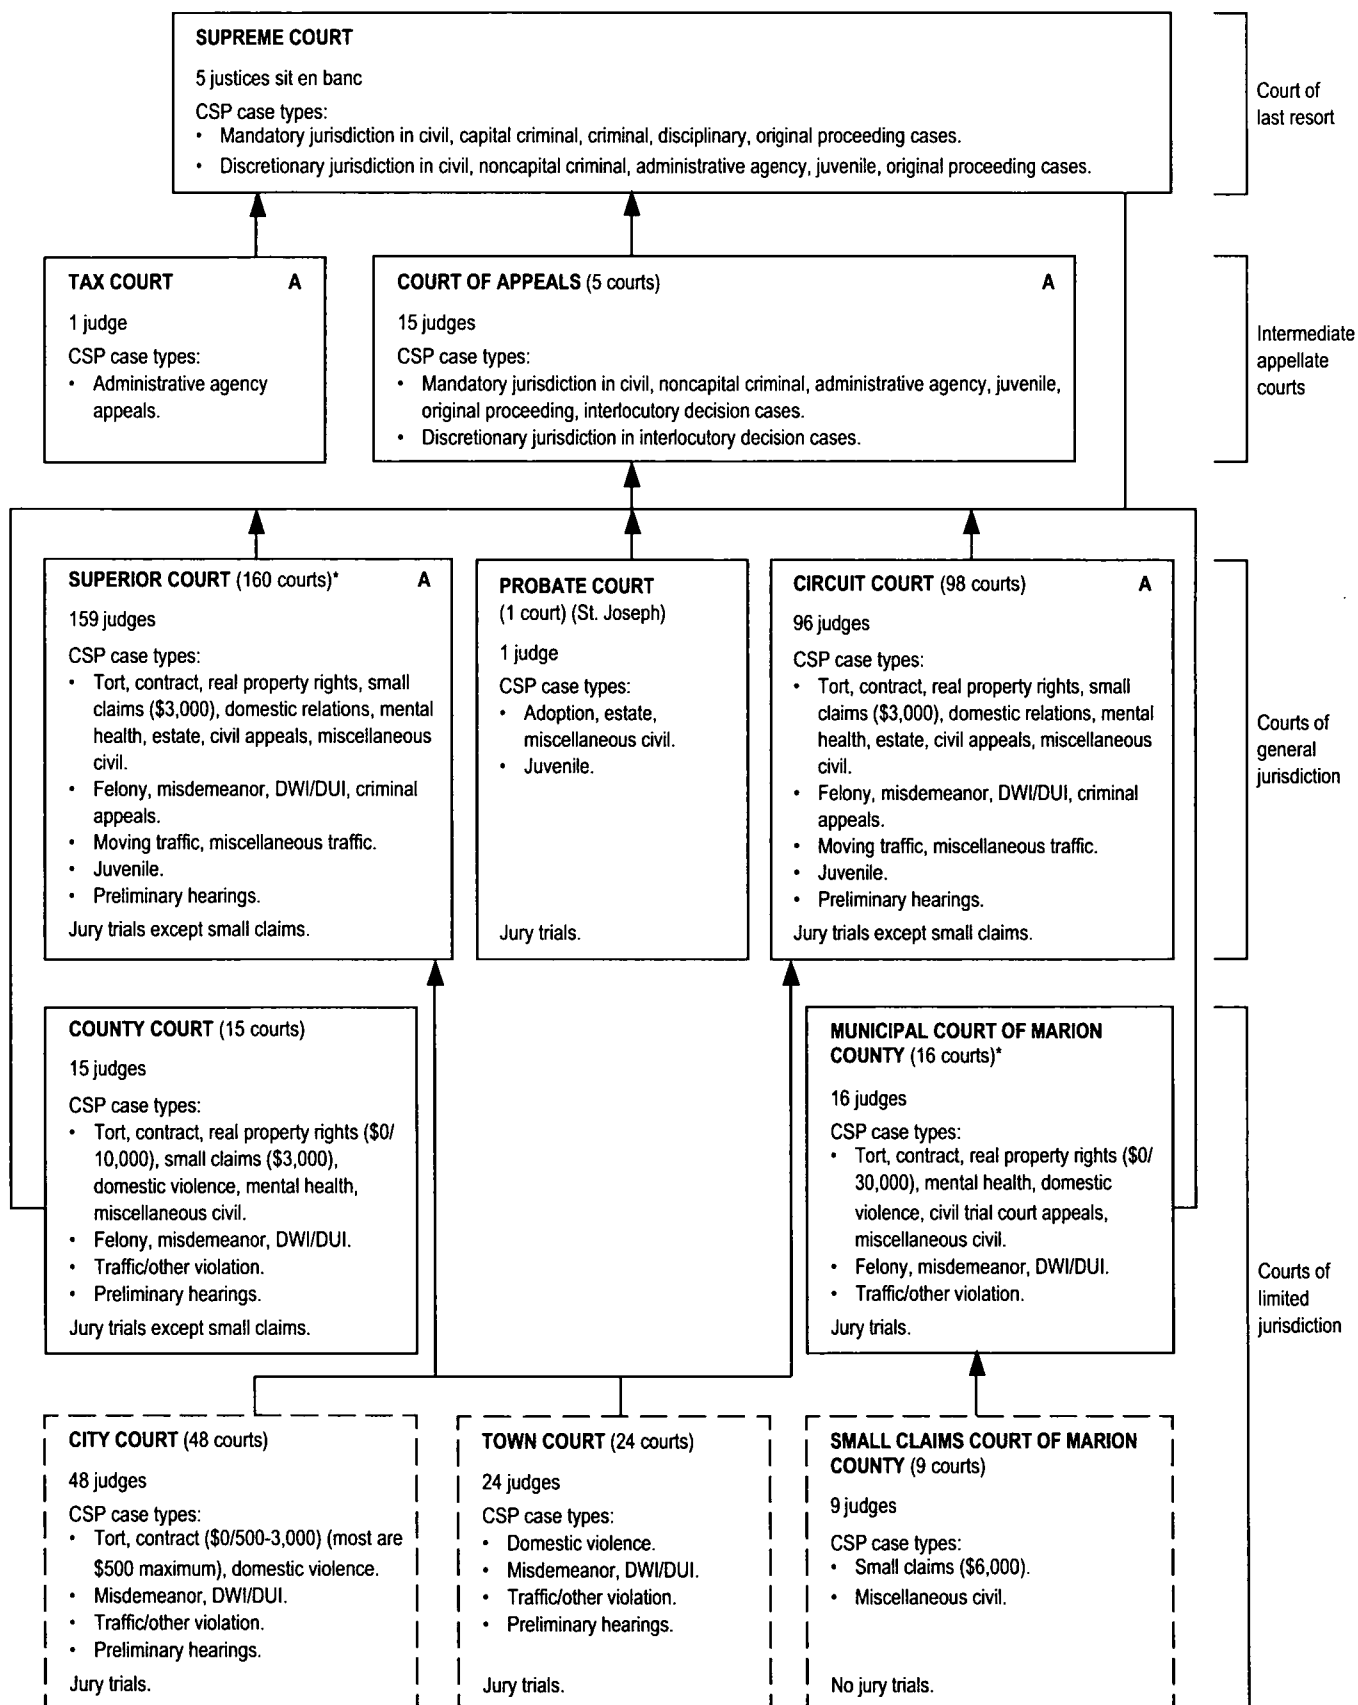 SUPREME COURT
5 justices sit en banc
CSP case types:
• Mandatory jurisdiction in civil, capital criminal, criminal, disciplinary, original proceeding cases.
• Discretionary jurisdiction in civil, noncapital criminal, administrative agency, juvenile, original proceeding cases.
Court of
last resort
TAX COURT A
1 judge
CSP case types:
• Administrative agency
appeals.
COURT OF APPEALS (5 courts) A
15 judges
CSP case types:
• Mandatory jurisdiction in civil, noncapital criminal, administrative agency, juvenile,
original proceeding, interlocutory decision cases.
• Discretionary jurisdiction in interlocutory decision cases.
Intermediate
appellate
courts
SUPERIOR COURT (160 courts)* A
159 judges
CSP case types:
• Tort, contract, real property rights, small
claims ($3,000), domestic relations, mental
health, estate, civil appeals, miscellaneous
civil.
• Felony, misdemeanor, DWI/DUI, criminal
appeals.
• Moving traffic, miscellaneous traffic.
• Juvenile.
• Preliminary hearings.
Jury trials except small claims.
PROBATE COURT
(1 court) (St. Joseph)
1 judge
CSP case types:
• Adoption, estate,
miscellaneous civil.
• Juvenile.
Jury trials.
CIRCUIT COURT (98 courts) A
96 judges
CSP case types:
• Tort, contract, real property rights, small
claims ($3,000), domestic relations, mental
health, estate, civil appeals, miscellaneous
civil.
• Felony, misdemeanor, DWI/DUI, criminal
appeals.
• Moving traffic, miscellaneous traffic.
• Juvenile.
• Preliminary hearings.
Jury trials except small claims.
Courts of
general
jurisdiction
COUNTY COURT (15 courts)
15 judges
CSP case types:
• Tort, contract, real property rights ($0/
10,000), small claims ($3,000),
domestic violence, mental health,
miscellaneous civil.
• Felony, misdemeanor, DWI/DUI.
• Traffic/other violation.
• Preliminary hearings.
Jury trials except small claims.
MUNICIPAL COURT OF MARION
COUNTY (16 courts)*
16 judges
CSP case types:
• Tort, contract, real property rights ($0/
30,000), mental health, domestic
violence, civil trial court appeals,
miscellaneous civil.
• Felony, misdemeanor, DWI/DUI.
• Traffic/other violation.
Jury trials.
Courts of
limited
jurisdiction
CITY COURT (48 courts)
48 judges
CSP case types:
• Tort, contract ($0/500-3,000) (most are
$500 maximum), domestic violence.
• Misdemeanor, DWI/DUI.
• Traffic/other violation.
• Preliminary hearings.
Jury trials.
TOWN COURT (24 courts)
24 judges
CSP case types:
• Domestic violence.
• Misdemeanor, DWI/DUI.
• Traffic/other violation.
• Preliminary hearings.
Jury trials.
SMALL CLAIMS COURT OF MARION
COUNTY (9 courts)
9 judges
CSP case types:
• Small claims ($6,000).
• Miscellaneous civil.
No jury trials.